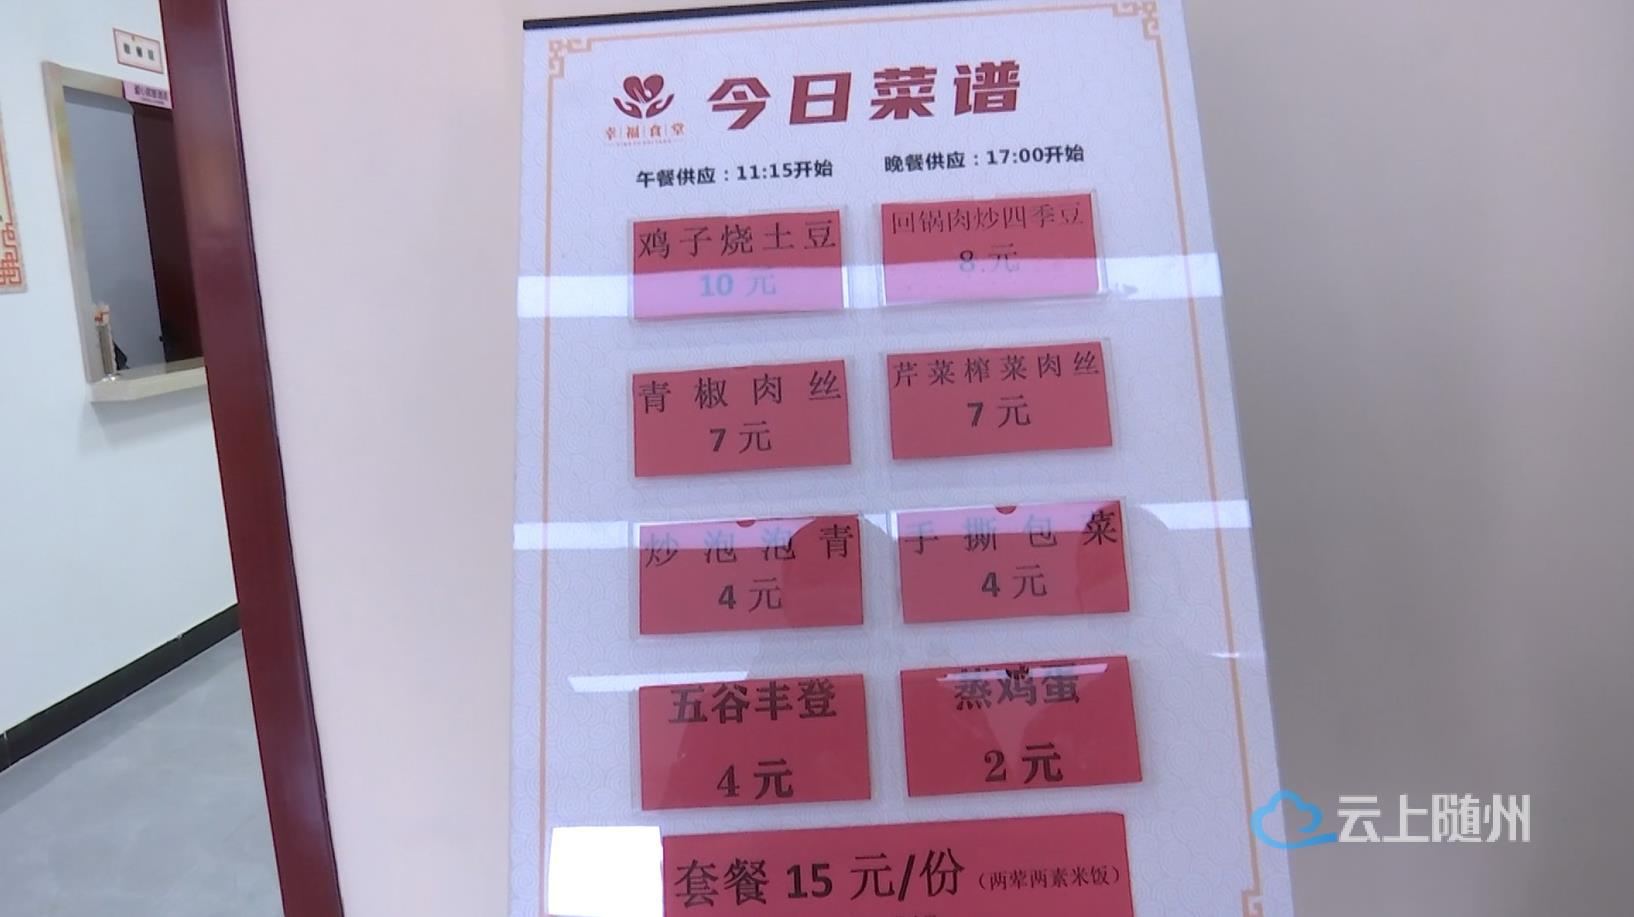 今日菜谱
幸福食堂
午餐供应：11:15开始
晚餐供应：17:00开始
鸡子烧土豆
10 元
回锅肉炒四季豆
8 元
青椒肉丝
7 元
芹菜榨菜肉丝
7 元
炒泡泡青
4 元
手撕包菜
4 元
五谷丰登
4 元
蒸鸡蛋
2 元
套餐 15 元/份（两荤两素米饭）
云上随州